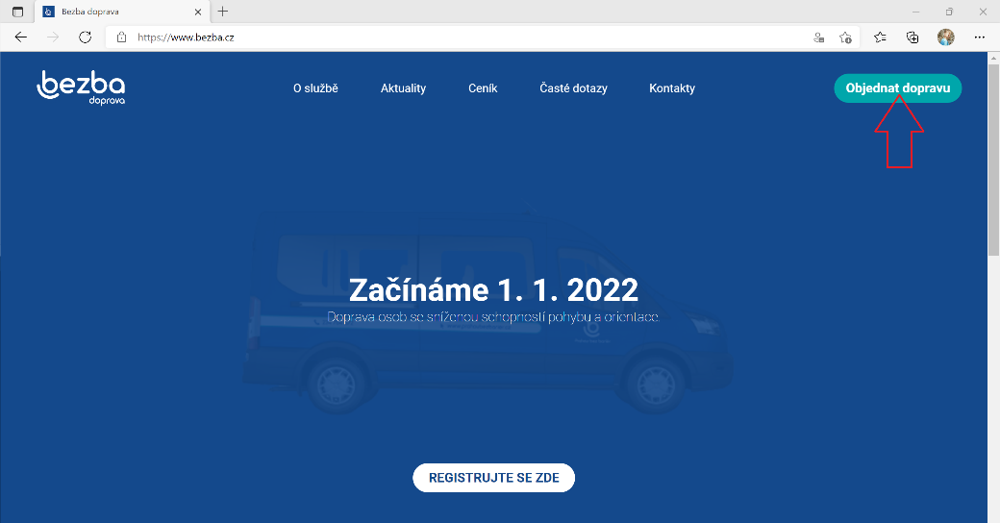 Bezba doprava
https://www.bezba.cz
bezba
doprava
O službě
Aktuality
Ceník
Časté dotazy
Kontakty
Objednat dopravu
Začínáme 1. 1. 2022
Doprava osob se sníženou schopností pohybu a orientace
REGISTRUJTE SE ZDE